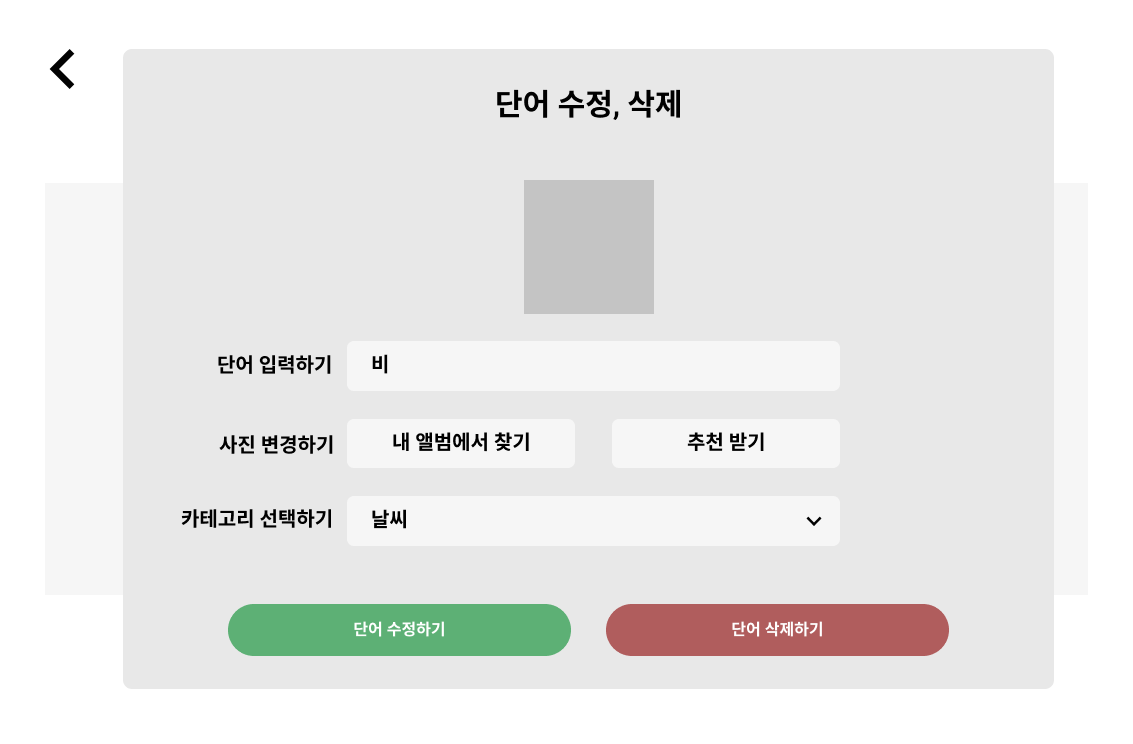 단어 수정, 삭제
단어 입력하기 비
사진 변경하기 내 앨범에서 찾기 추천 받기
카테고리 선택하기 날씨
단어 수정하기 단어 삭제하기